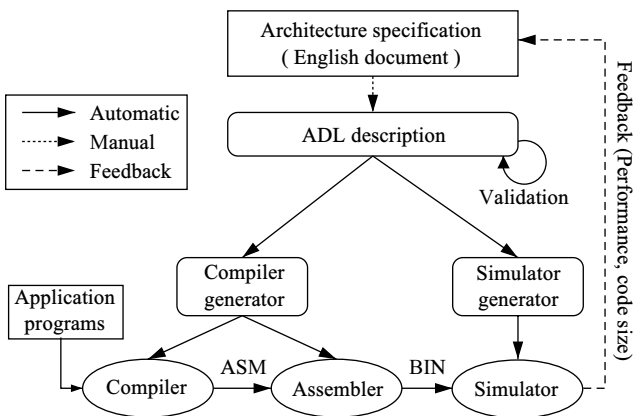 Architecture specification
( English document )
Automatic
Manual
Feedback
ADL description
Validation
Feedback (Performance, code size)
Compiler
generator
Simulator
generator
Application
programs
Compiler
ASM
Assembler
BIN
Simulator